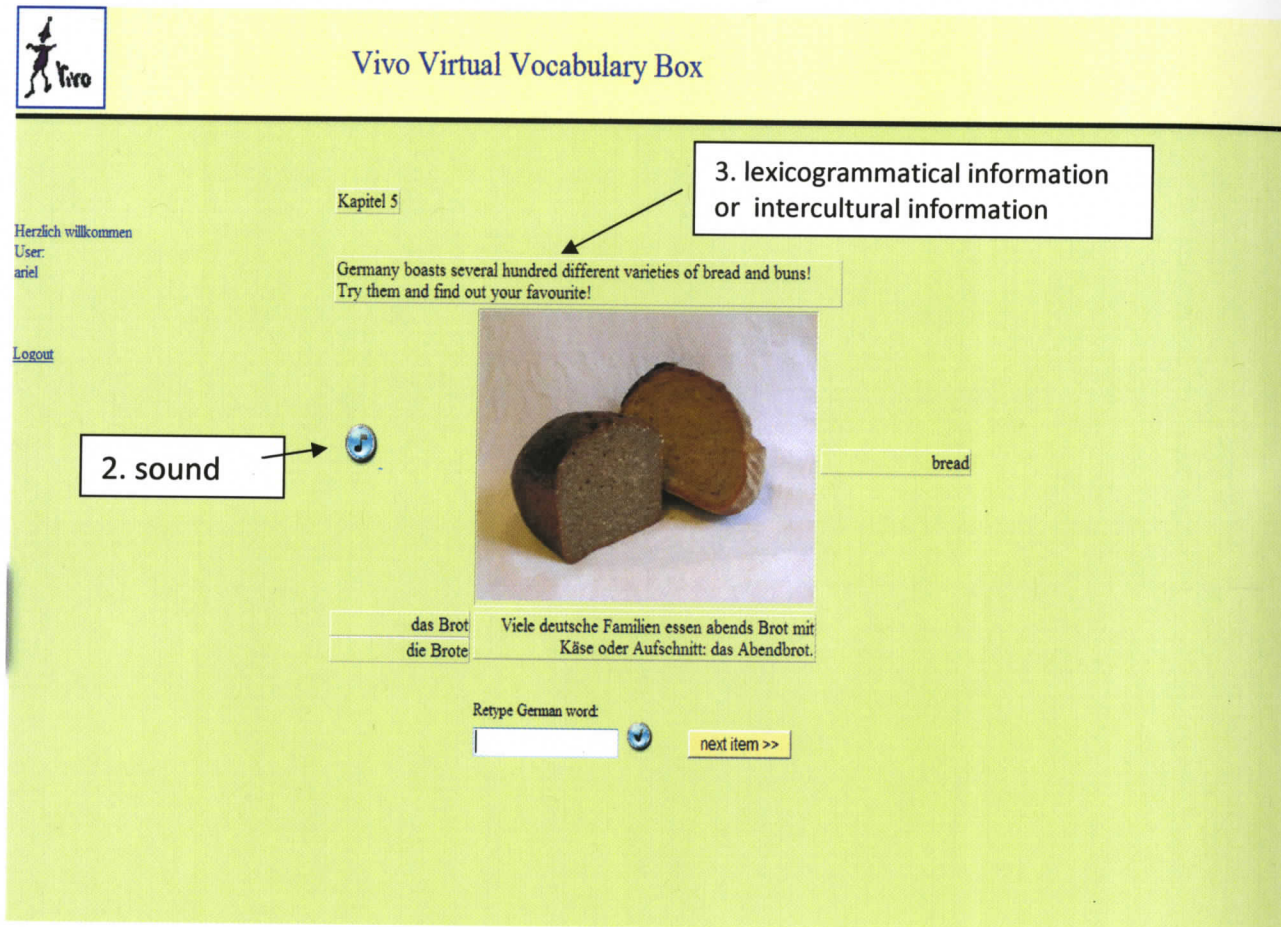 Vivo
Vivo Virtual Vocabulary Box
3. lexicogrammatical information
or intercultural information
Kapitel 5
Herzlich willkommen
User:
ariel
Germany boasts several hundred different varieties of bread and buns!
Try them and find out your favourite!
Logout
2. sound
bread
das Brot
die Brote
Viele deutsche Familien essen abends Brot mit
Käse oder Aufschnitt: das Abendbrot.
Retype German word:
next item >>